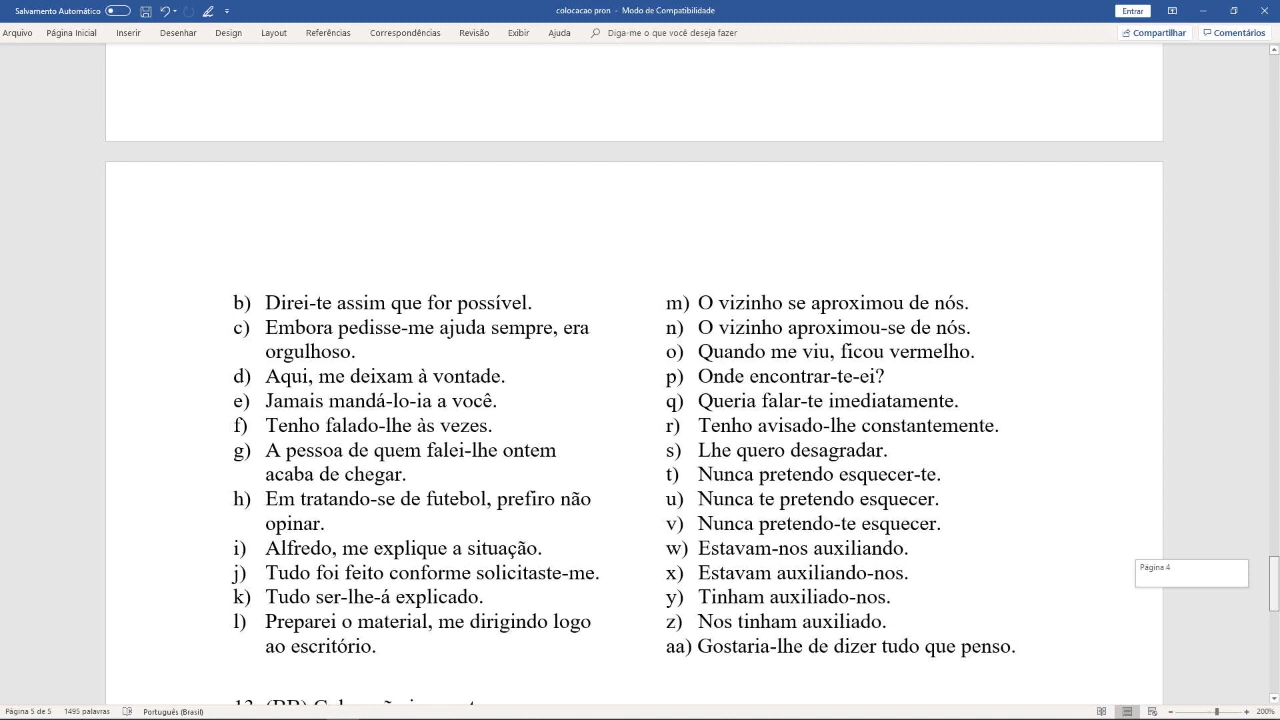 Salvamento Automático
colocacao pron - Modo de Compatibilidade
Entrar
Arquivo Página Inicial Inserir Desenhar Design Layout Referências Correspondências Revisão Exibir Ajuda Diga-me o que você deseja fazer
Compartilhar Comentários
b) Direi-te assim que for possível.
c) Embora pedisse-me ajuda sempre, era
orgulhoso.
d) Aqui, me deixam à vontade.
e) Jamais mandá-lo-ia a você.
f) Tenho falado-lhe às vezes.
g) A pessoa de quem falei-lhe ontem
acaba de chegar.
h) Em tratando-se de futebol, prefiro não
opinar.
i) Alfredo, me explique a situação.
j) Tudo foi feito conforme solicitaste-me.
k) Tudo ser-lhe-á explicado.
l) Preparei o material, me dirigindo logo
ao escritório.
m) O vizinho se aproximou de nós.
n) O vizinho aproximou-se de nós.
o) Quando me viu, ficou vermelho.
p) Onde encontrar-te-ei?
q) Queria falar-te imediatamente.
r) Tenho avisado-lhe constantemente.
s) Lhe quero desagradar.
t) Nunca pretendo esquecer-te.
u) Nunca te pretendo esquecer.
v) Nunca pretendo-te esquecer.
w) Estavam-nos auxiliando.
x) Estavam auxiliando-nos.
y) Tinham auxiliado-nos.
z) Nos tinham auxiliado.
aa) Gostaria-lhe de dizer tudo que penso.
Página 4
Página 5 de 5 1495 palavras Português (Brasil)
200%